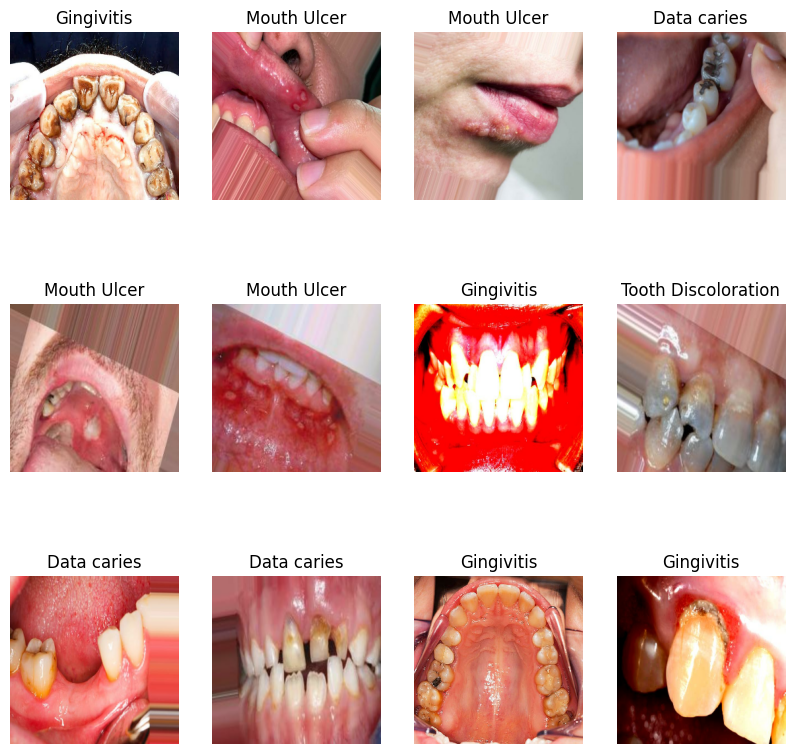 Gingivitis
Mouth Ulcer
Mouth Ulcer
Data caries
Mouth Ulcer
Mouth Ulcer
Gingivitis
Tooth Discoloration
Data caries
Data caries
Gingivitis
Gingivitis